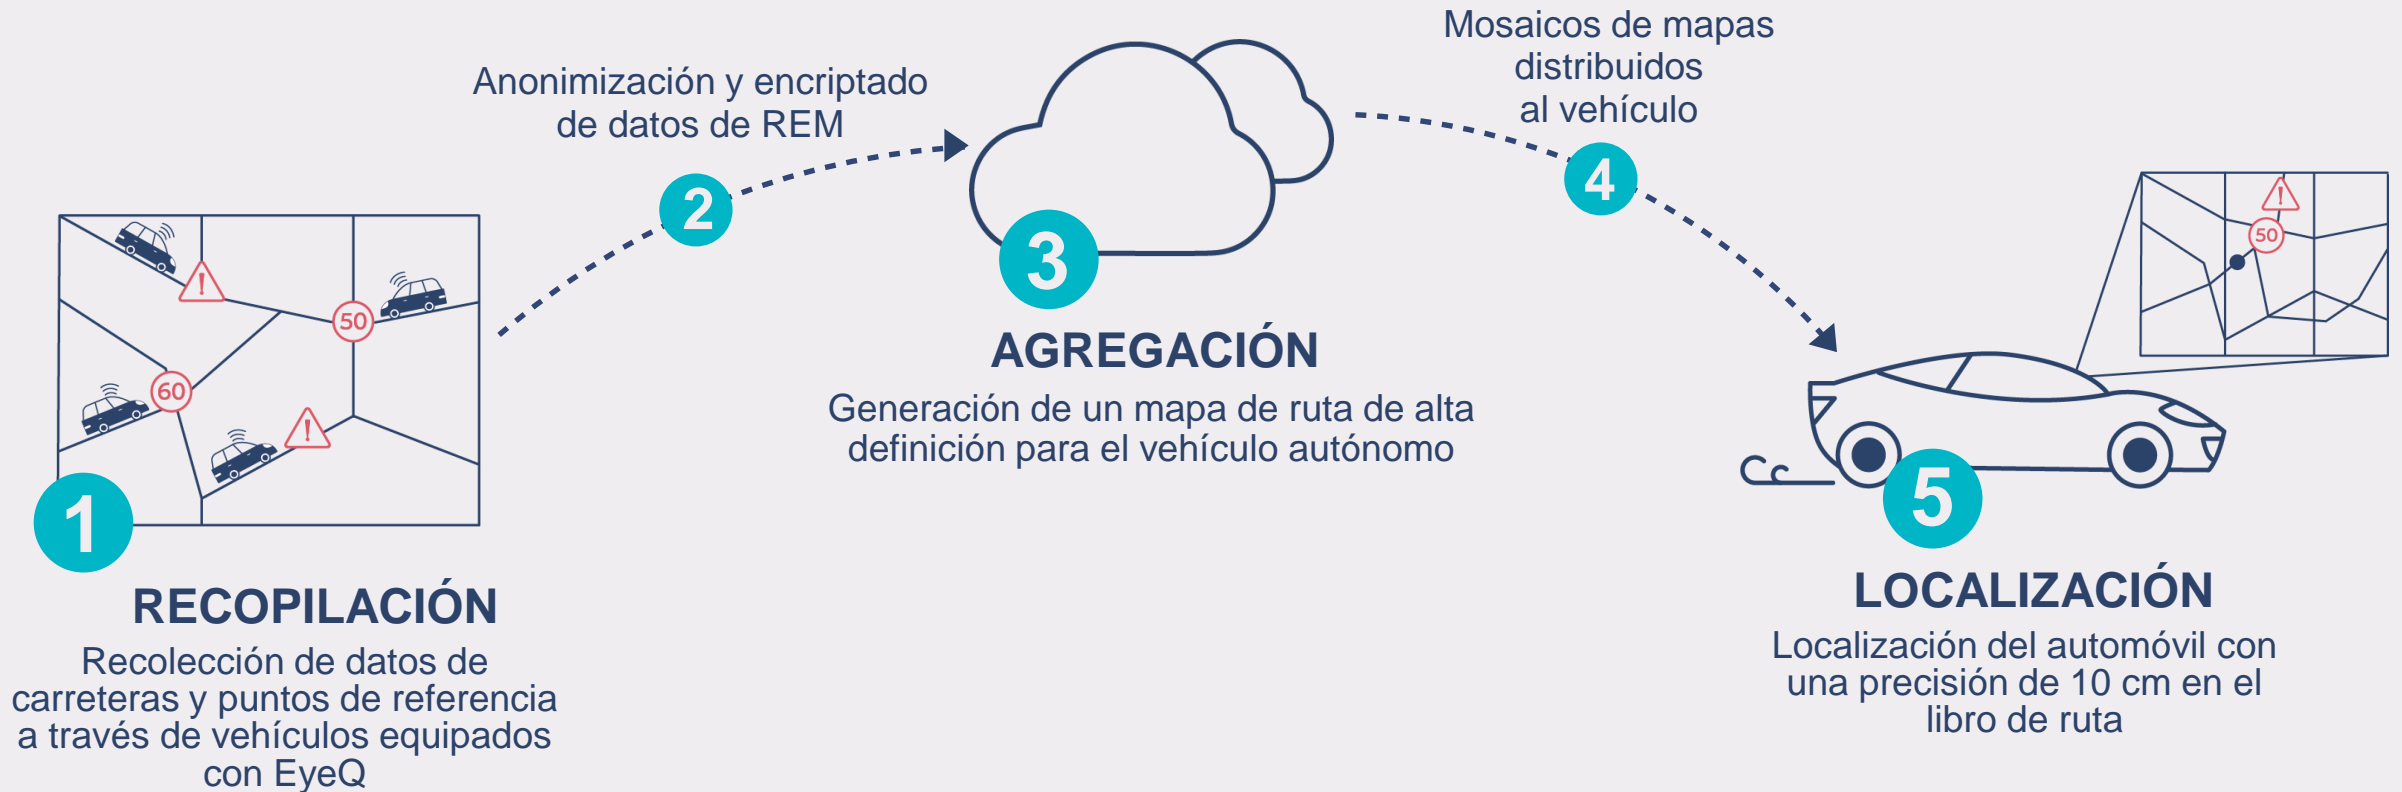 Anonimización y encriptado
de datos de REM
Mosaicos de mapas
distribuidos
al vehículo
2
4
!
50
60
!
1
3
!
50
5
RECOPILACIÓN
Recolección de datos de
carreteras y puntos de referencia
a través de vehículos equipados
con EyeQ
AGREGACIÓN
Generación de un mapa de ruta de alta
definición para el vehículo autónomo
LOCALIZACIÓN
Localización del automóvil con
una precisión de 10 cm en el
libro de ruta